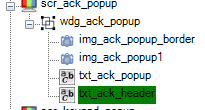 scr_ack_popup
wdg_ack_popup
img_ack_popup_border
img_ack_popup1
a,b,c
txt_ack_popup
a,b,c
txt_ack_header